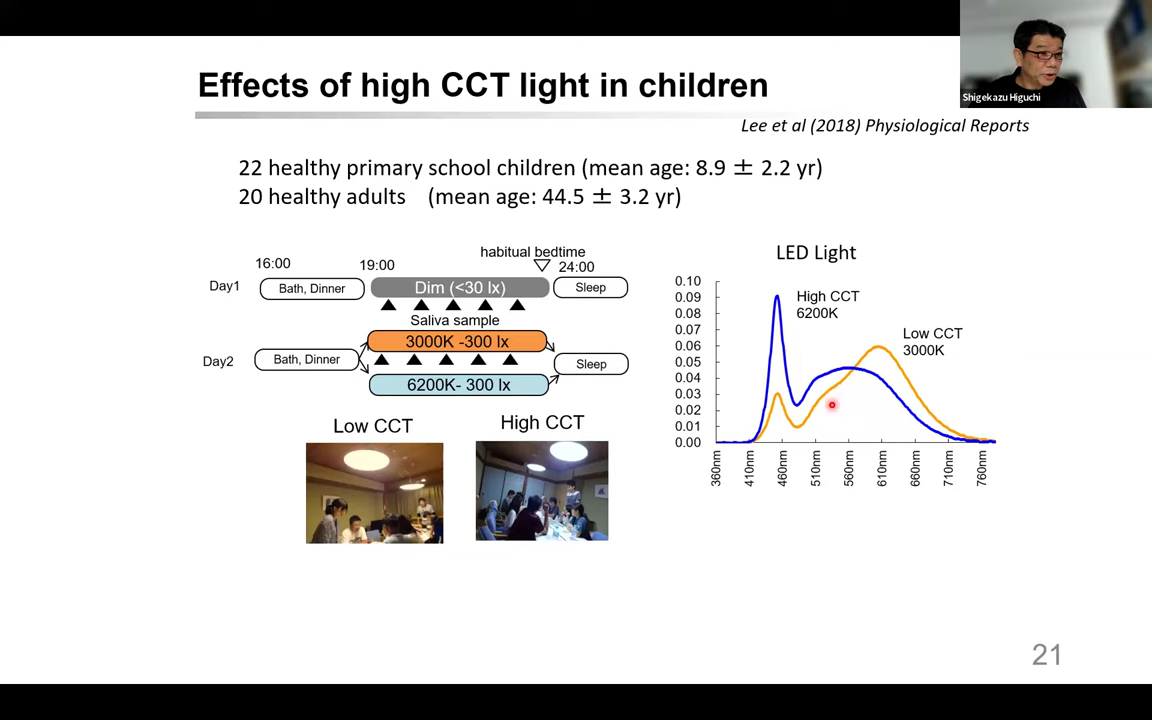 Effects of high CCT light in children
Shigekazu Higuchi
Lee et al (2018) Physiological Reports
22 healthy primary school children (mean age: 8.9 ± 2.2 yr)
20 healthy adults (mean age: 44.5 ± 3.2 yr)
habitual bedtime
16:00
19:00
24:00
Day1
Bath, Dinner
Dim (<30 lx)
Sleep
Saliva sample
3000K -300 lx
Day2
Bath, Dinner
Sleep
6200K- 300 lx
Low CCT
High CCT
LED Light
0.10
0.09
0.08
0.07
0.06
0.05
0.04
0.03
0.02
0.01
0.00
High CCT
6200K
Low CCT
3000K
360nm
410nm
460nm
510nm
560nm
610nm
660nm
710nm
760nm
21